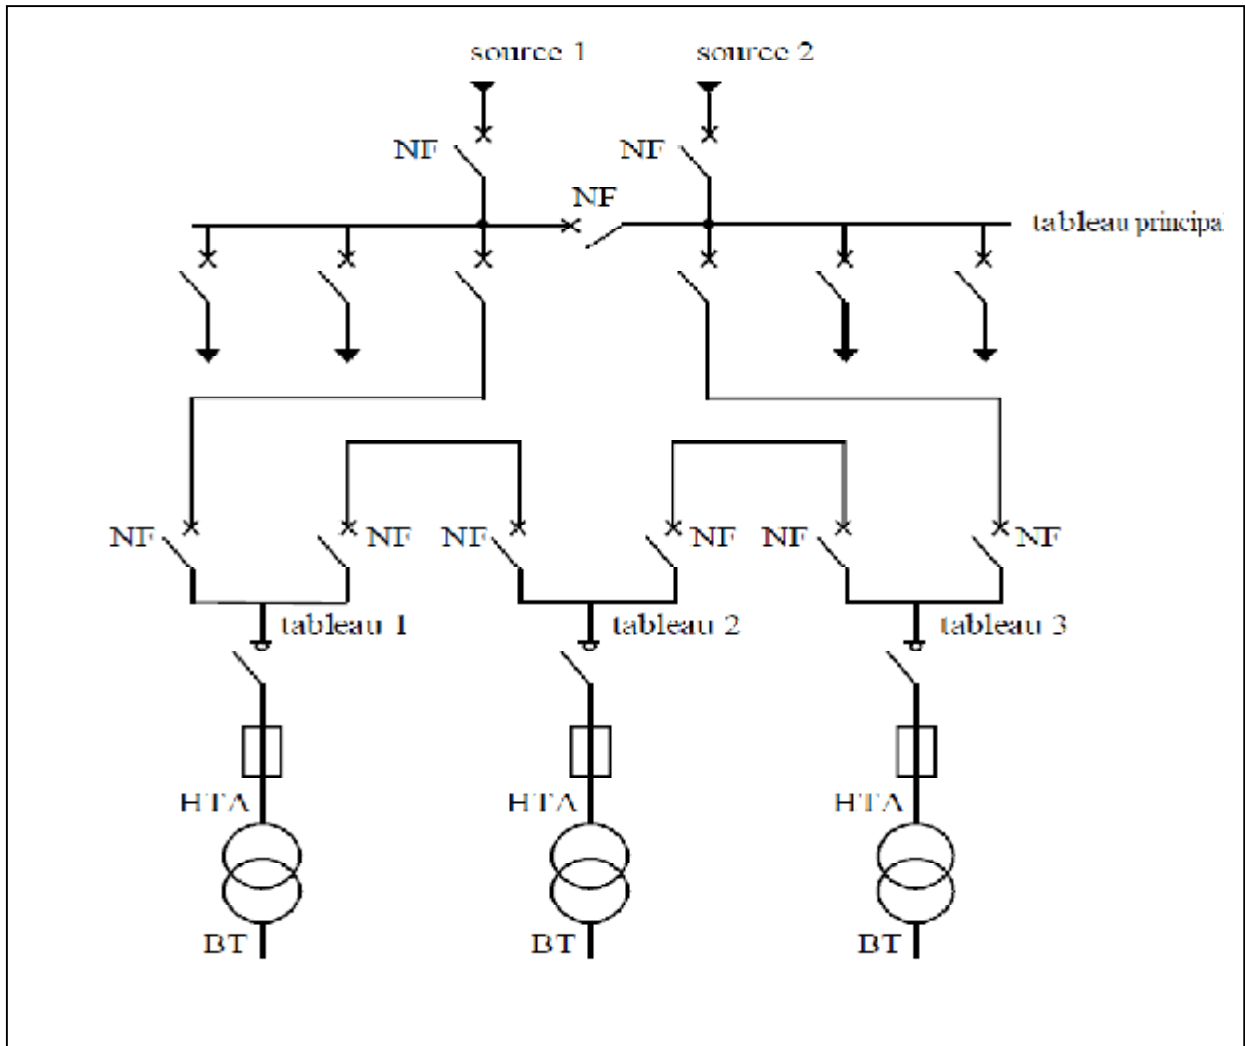 source 1 source 2
NF NF
NF
tableau principa
NF NF NF NF NF NF
tableau 1 tableau 2 tableau 3
HTA HTA HTA
BT BT BT